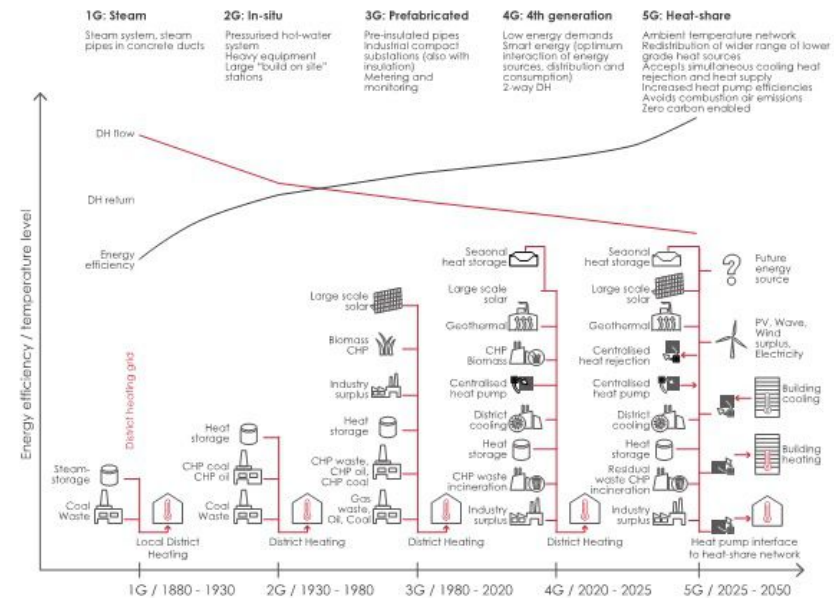 1G: Steam
Steam system, steam
pipes in concrete ducts
2G: In-situ
Pressurised hot-water
system
Heavy equipment
Large "build on site"
stations
3G: Prefabricated
Pre-insulated pipes
Industrial compact
substations (also with
insulation)
Metering and
monitoring
4G: 4th generation
Low energy demands
Smart energy (optimum
interaction of energy
sources, distribution and
consumption)
2-way DH
5G: Heat-share
Ambient temperature network
Redistribution of wider range of lower
grade heat sources
Accepts simultaneous cooling heat
rejection and heat supply
Increased heat pump efficiencies
Avoids combustion air emissions
Zero carbon enabled
Energy efficiency / temperature level
DH flow
DH return
Energy
efficiency
District heating grid
Steam-
storage
Coal
Waste
Local District
Heating
Heat
storage
CHP coal
CHP oil
Coal
Waste
District Heating
Large scale
solar
Biomass
CHP
Industry
surplus
Heat
storage
CHP waste,
CHP oil,
CHP coal
Gas
waste,
Oil, Coal
District Heating
Seaonal
heat storage
Large scale
solar
Geothermal
CHP
Biomass
Centralised
heat pump
District
cooling
Heat
storage
CHP waste
incineration
Industry
surplus
District Heating
Seaonal
heat storage
Large scale
solar
Geothermal
Centralised
heat rejection
Centralised
heat pump
District
cooling
Heat
storage
Residual
waste CHP
incineration
Industry
surplus
?
Future
energy
source
PV, Wave,
Wind
surplus,
Electricity
Building
cooling
Building
heating
Heat pump interface
to heat-share network
1G / 1880 - 1930
2G / 1930 - 1980
3G / 1980 - 2020
4G / 2020 - 2025
5G / 2025 - 2050